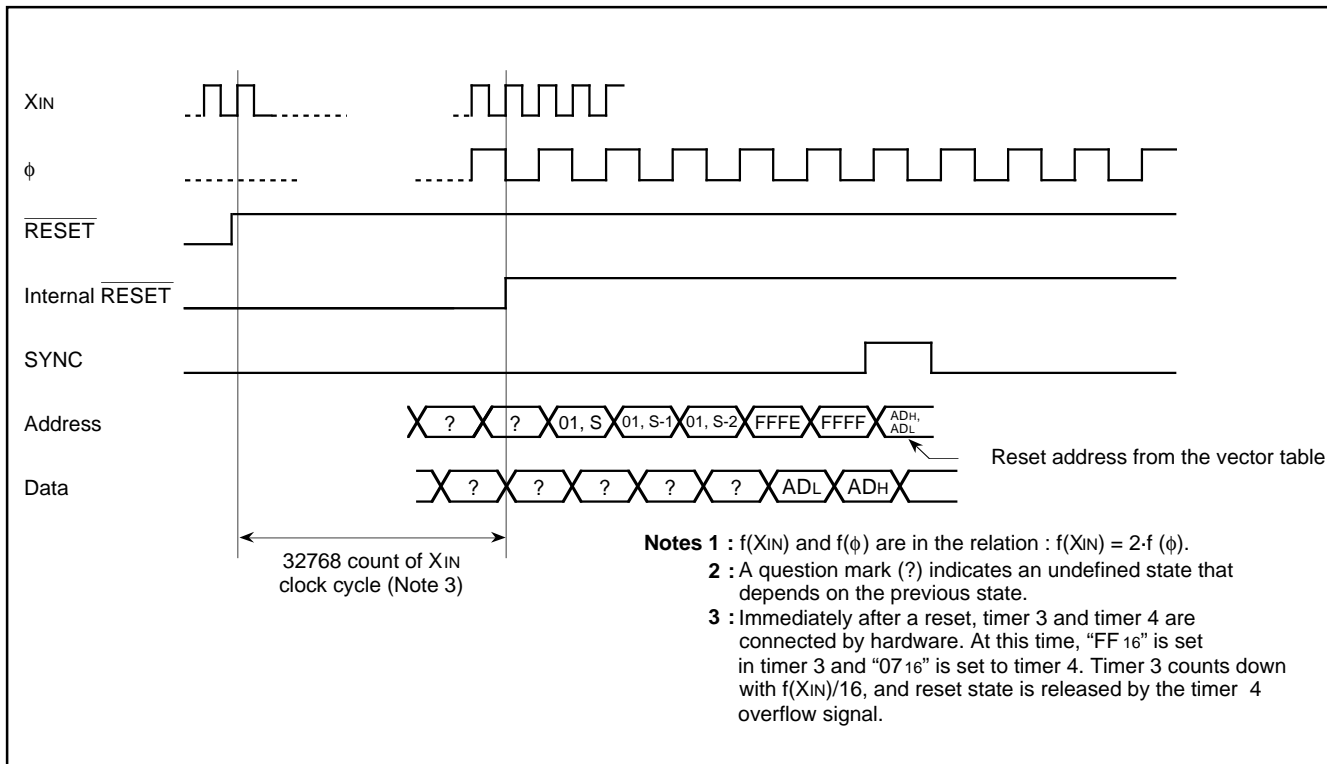 XIN
ϕ
RESET
Internal RESET
SYNC
Address
? ? 01, S 01, S-1 01, S-2 FFFE FFFF ADH,
ADL
Reset address from the vector table
Data
? ? ? ? ? ADL ADH
32768 count of XIN
clock cycle (Note 3)
Notes 1 : f(XIN) and f(ϕ) are in the relation : f(XIN) = 2·f (ϕ).
2 : A question mark (?) indicates an undefined state that
depends on the previous state.
3 : Immediately after a reset, timer 3 and timer 4 are
connected by hardware. At this time, “FF 16” is set
in timer 3 and “07 16” is set to timer 4. Timer 3 counts down
with f(XIN)/16, and reset state is released by the timer 4
overflow signal.